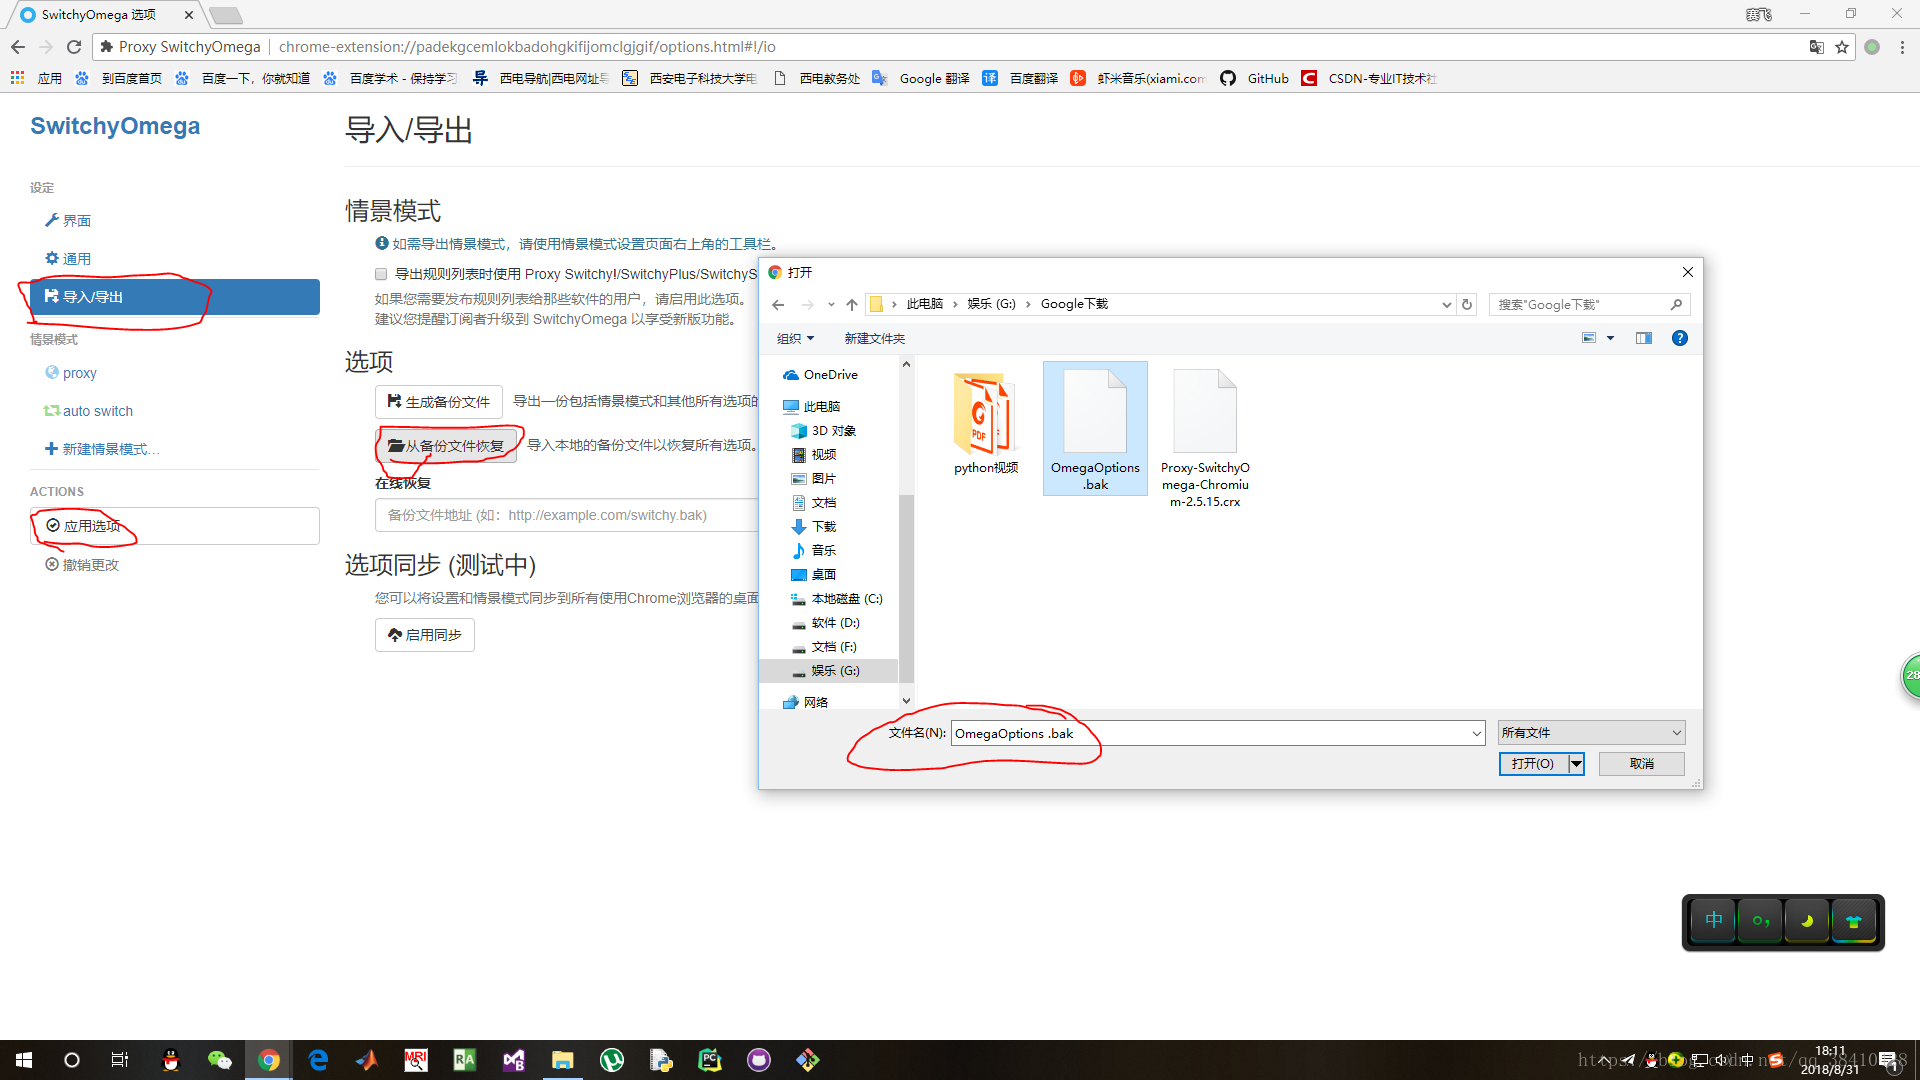 SwitchyOmega 选项
赛飞
Proxy SwitchyOmega | chrome-extension://padekgcemlokbadohgkifijomclgjgif/options.html#!/io
应用 到百度首页 百度一下，你就知道 百度学术 - 保持学习 西电导航|西电网址导 西安电子科技大学电 西电教务处 Google 翻译 百度翻译 虾米音乐(xiami.com GitHub CSDN-专业IT技术社
SwitchyOmega
设定
界面
通用
导入/导出
情景模式
proxy
auto switch
新建情景模式...
ACTIONS
应用选项
撤销更改
导入/导出
情景模式
如需导出情景模式，请使用情景模式设置页面右上角的工具栏。
导出规则列表时使用 Proxy Switchy!/SwitchyPlus/SwitchyS
如果您需要发布规则列表给那些软件的用户，请启用此选项。
建议您提醒订阅者升级到 SwitchyOmega 以享受新版功能。
选项
生成备份文件 导出一份包括情景模式和其他所有选项的
从备份文件恢复 导入本地的备份文件以恢复所有选项。
在线恢复
备份文件地址 (如：http://example.com/switchy.bak)
选项同步 (测试中)
您可以将设置和情景模式同步到所有使用Chrome浏览器的桌面
启用同步
打开
此电脑 › 娱乐 (G:) › Google下载
搜索"Google下载"
组织 新建文件夹
OneDrive
此电脑
3D 对象
视频
图片
文档
下载
音乐
桌面
本地磁盘 (C:)
软件 (D:)
文档 (F:)
娱乐 (G:)
网络
PDF
python视频
OmegaOptions
.bak
Proxy-SwitchyO
mega-Chromiu
m-2.5.15.crx
文件名(N): OmegaOptions .bak
所有文件
打开(O) 取消
28
中
MRI
RA
PC
中
18:11
2018/8/31
1